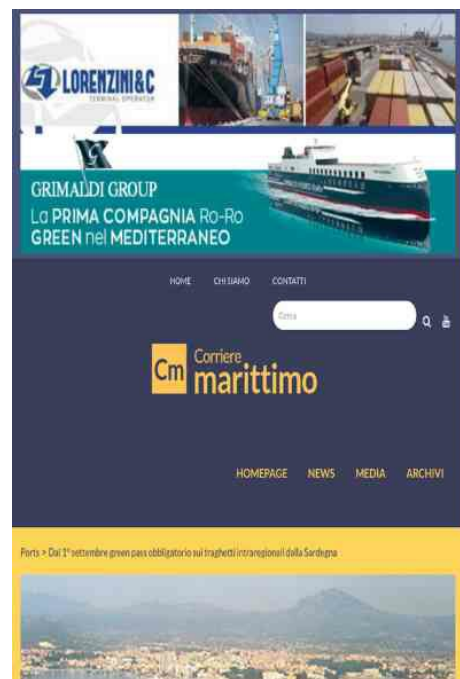 LORENZINI&C
TERMINAL OPERATOR
GRIMALDI GROUP
La PRIMA COMPAGNIA Ro-Ro
GREEN nel MEDITERRANEO
HOME CHI SIAMO CONTATTI
Cerca
Cm Corriere
marittimo
HOMEPAGE NEWS MEDIA ARCHIVI
Ports > Dal 1° settembre green pass obbligatorio sui traghetti intraregionali della Sardegna